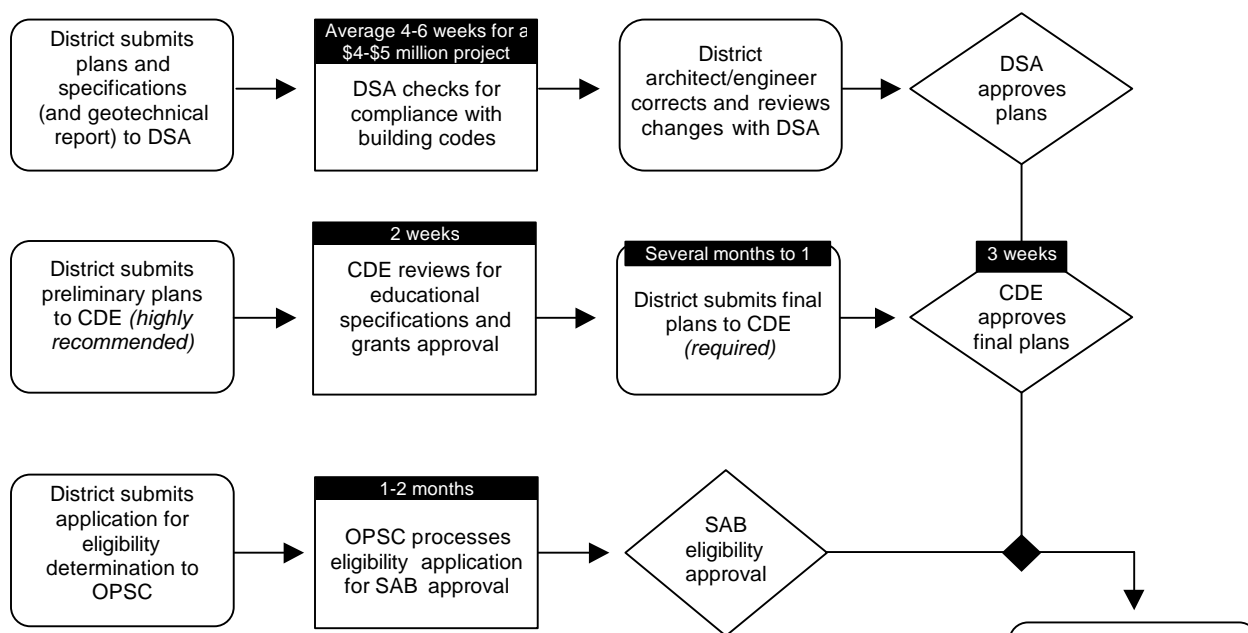 District submits
plans and
specifications
(and geotechnical
report) to DSA
Average 4-6 weeks for a
$4-$5 million project
DSA checks for
compliance with
building codes
District
architect/engineer
corrects and reviews
changes with DSA
DSA
approves
plans
District submits
preliminary plans
to CDE (highly
recommended)
2 weeks
CDE reviews for
educational
specifications and
grants approval
Several months to 1
District submits final
plans to CDE
(required)
3 weeks
CDE
approves
final plans
District submits
application for
eligibility
determination to
OPSC
1-2 months
OPSC processes
eligibility application
for SAB approval
SAB
eligibility
approval